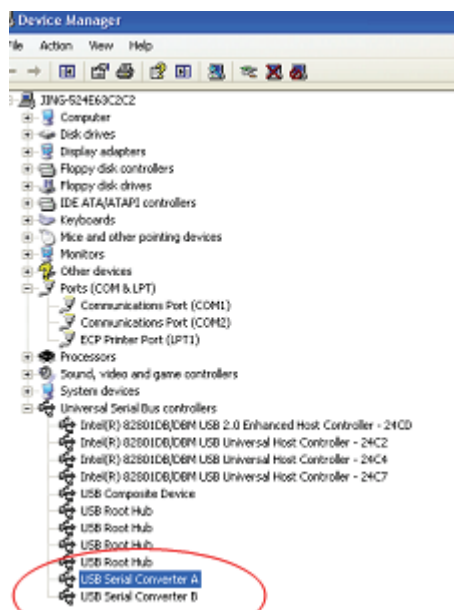 Device Manager
File Action View Help
JING-524E63C2C2
Computer
Disk drives
Display adapters
Floppy disk controllers
Floppy disk drives
IDE ATA/ATAPI controllers
Keyboards
Mice and other pointing devices
Monitors
Other devices
Ports (COM & LPT)
Communications Port (COM1)
Communications Port (COM2)
ECP Printer Port (LPT1)
Processors
Sound, video and game controllers
System devices
Universal Serial Bus controllers
Intel(R) 82801DB/DBM USB 2.0 Enhanced Host Controller - 24CD
Intel(R) 82801DB/DBM USB Universal Host Controller - 24C2
Intel(R) 82801DB/DBM USB Universal Host Controller - 24C4
Intel(R) 82801DB/DBM USB Universal Host Controller - 24C7
USB Composite Device
USB Root Hub
USB Root Hub
USB Root Hub
USB Root Hub
USB Serial Converter A
USB Serial Converter B